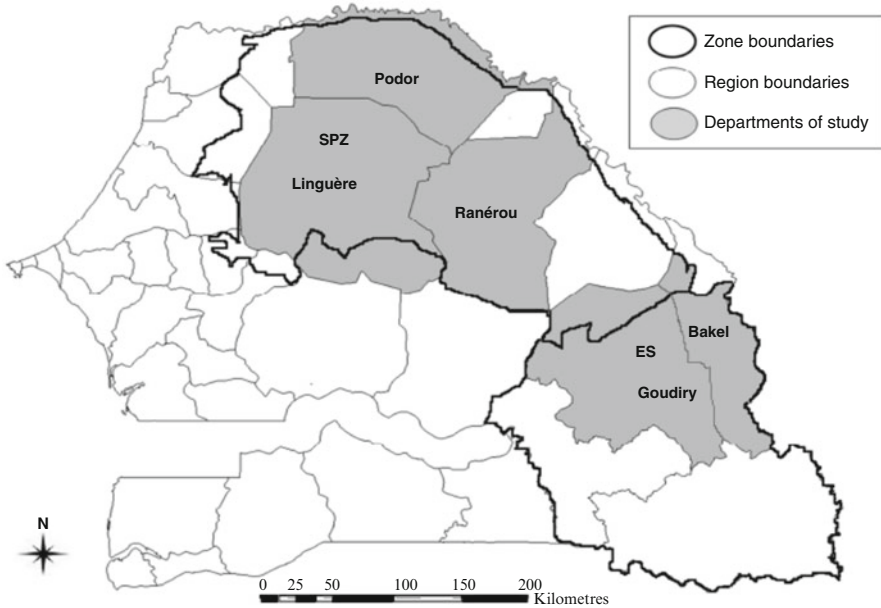 Zone boundaries
Region boundaries
Departments of study
Podor
SPZ
Linguère
Ranérou
Bakel
ES
Goudiry
N
0 25 50 100 150 200
Kilometres